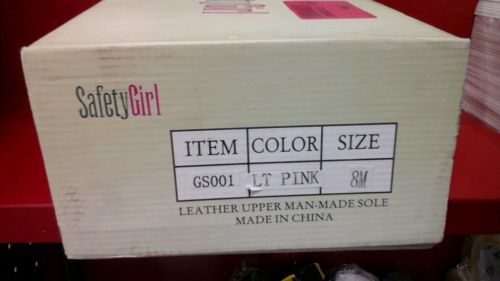 SafetyGirl
ITEM COLOR SIZE
GS001 LT PINK 8M
LEATHER UPPER MAN-MADE SOLE
MADE IN CHINA